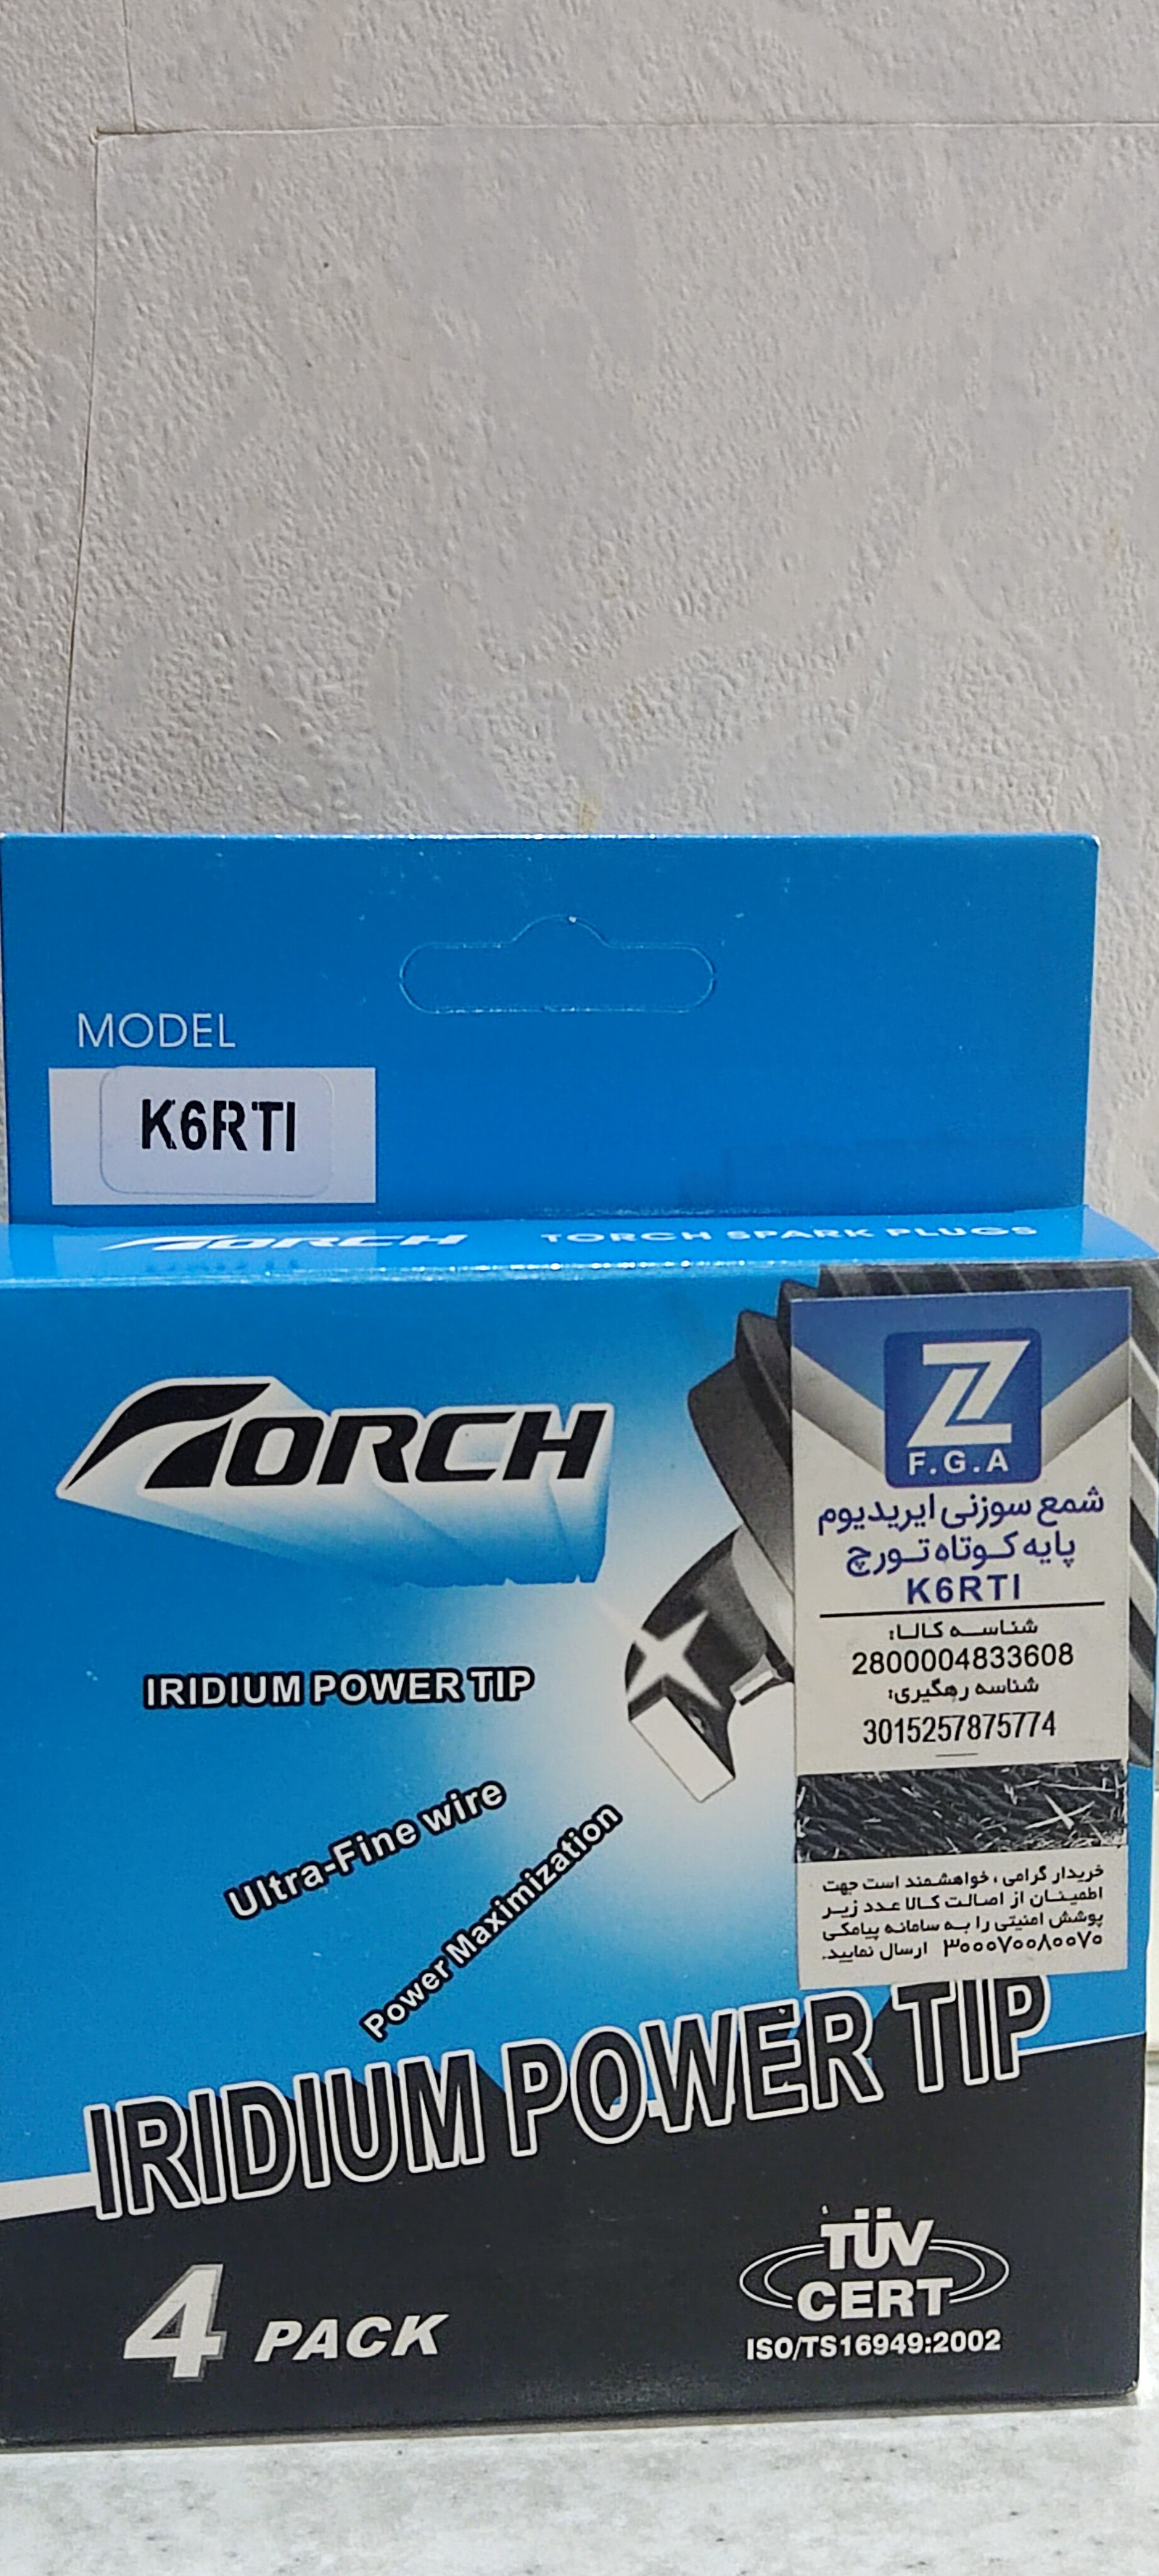 MODEL
K6RTI
TORCH TORCH SPARK PLUGS
TORCH
IRIDIUM POWER TIP
Ultra-Fine wire
Power Maximization
Z
F.G.A
شمع سوزنی ایریدیوم
پایه کوتاه تورچ
K6RTI
شناسه کالا:
2800004833608
شناسه رهگیری:
3015257875774
خریدار گرامی، خواهشمند است جهت
اطمینان از اصالت کالا عدد زیر
پوشش امنیتی را به سامانه پیامکی
۳۰۰۰۷۰۰۸۰۰۷۰ ارسال نمایید.
IRIDIUM POWER TIP
4 PACK
TÜV
CERT
ISO/TS16949:2002